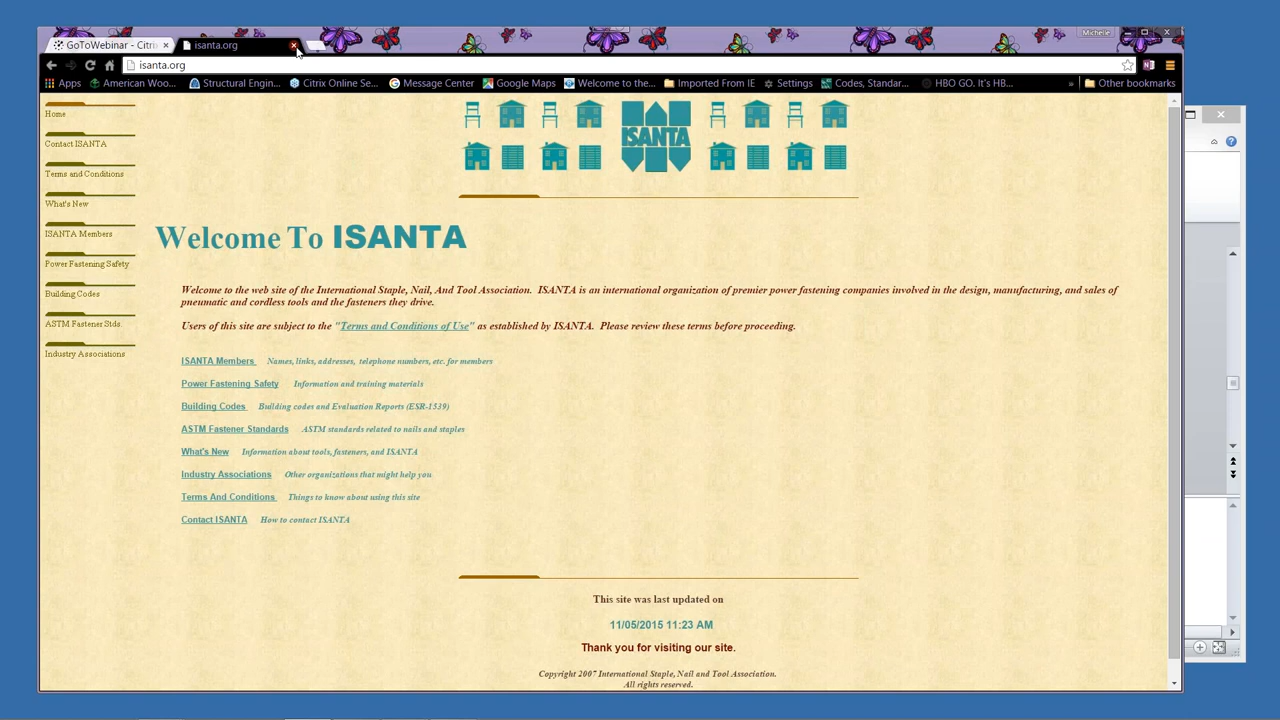 GoToWebinar - Citri
isanta.org
Michelle
isanta.org
Apps
American Woo...
Structural Engin...
Citrix Online Se...
Message Center
Google Maps
Welcome to the...
Imported From IE
Settings
Codes, Standar...
HBO GO. It's HB...
»
Other bookmarks
Home
Contact ISANTA
Terms and Conditions
What's New
ISANTA Members
Power Fastening Safety
Building Codes
ASTM Fastener Stds.
Industry Associations
ISANTA
Welcome To ISANTA
Welcome to the web site of the International Staple, Nail, And Tool Association. ISANTA is an international organization of premier power fastening companies involved in the design, manufacturing, and sales of
pneumatic and cordless tools and the fasteners they drive.
Users of this site are subject to the "Terms and Conditions of Use" as established by ISANTA. Please review these terms before proceeding.
ISANTA Members Names, links, addresses, telephone numbers, etc. for members
Power Fastening Safety Information and training materials
Building Codes Building codes and Evaluation Reports (ESR-1539)
ASTM Fastener Standards ASTM standards related to nails and staples
What's New Information about tools, fasteners, and ISANTA
Industry Associations Other organizations that might help you
Terms And Conditions Things to know about using this site
Contact ISANTA How to contact ISANTA
This site was last updated on
11/05/2015 11:23 AM
Thank you for visiting our site.
Copyright 2007 International Staple, Nail and Tool Association.
All rights reserved.